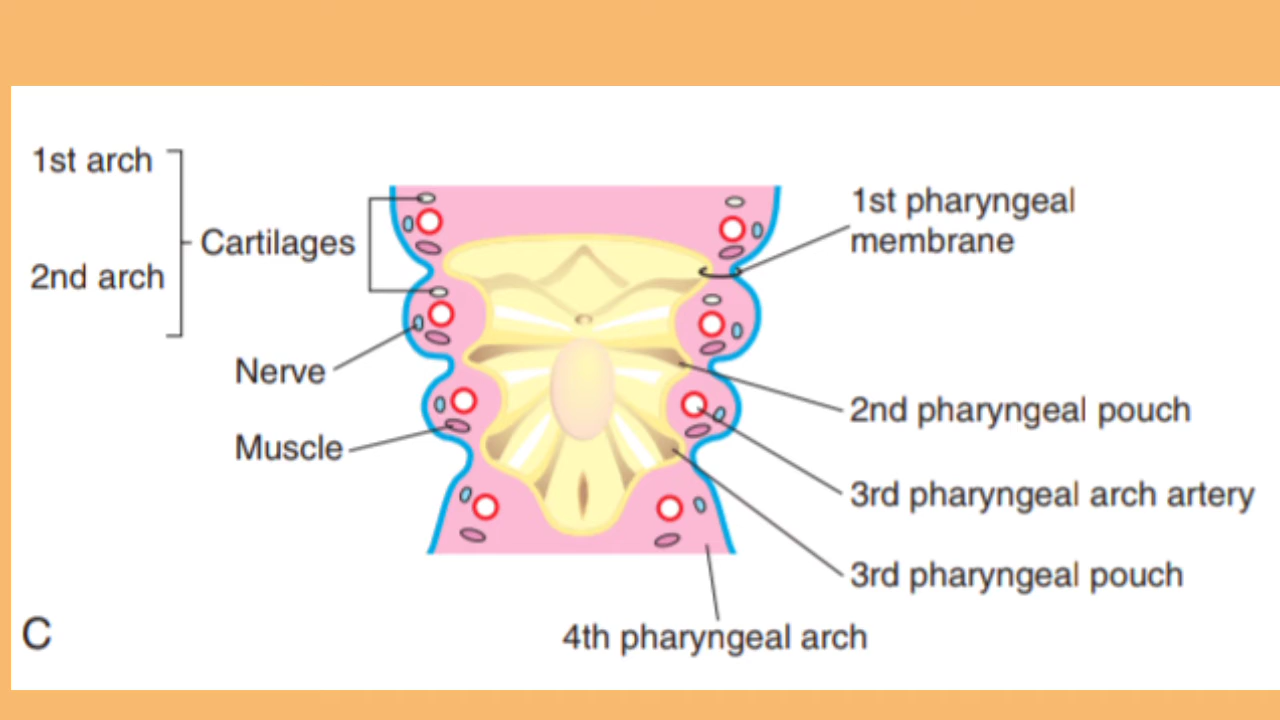 1st arch
2nd arch
Cartilages
Nerve
Muscle
1st pharyngeal
membrane
2nd pharyngeal pouch
3rd pharyngeal arch artery
3rd pharyngeal pouch
4th pharyngeal arch
C